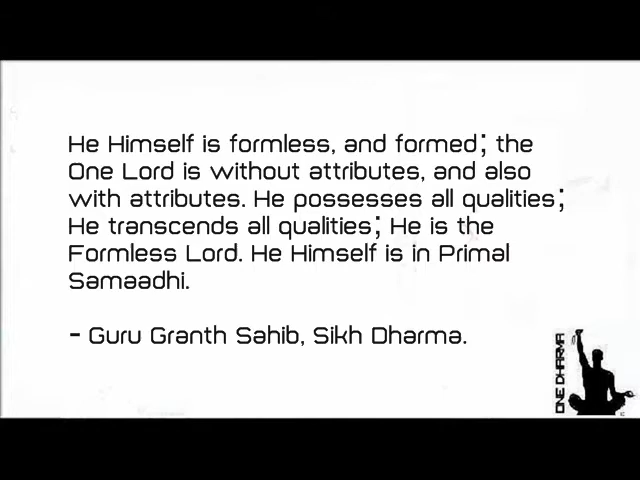 He Himself is formless, and formed; the
One Lord is without attributes, and also
with attributes. He possesses all qualities;
He transcends all qualities; He is the
Formless Lord. He Himself is in Primal
Samaadhi.
- Guru Granth Sahib, Sikh Dharma.
ONE DHARMA